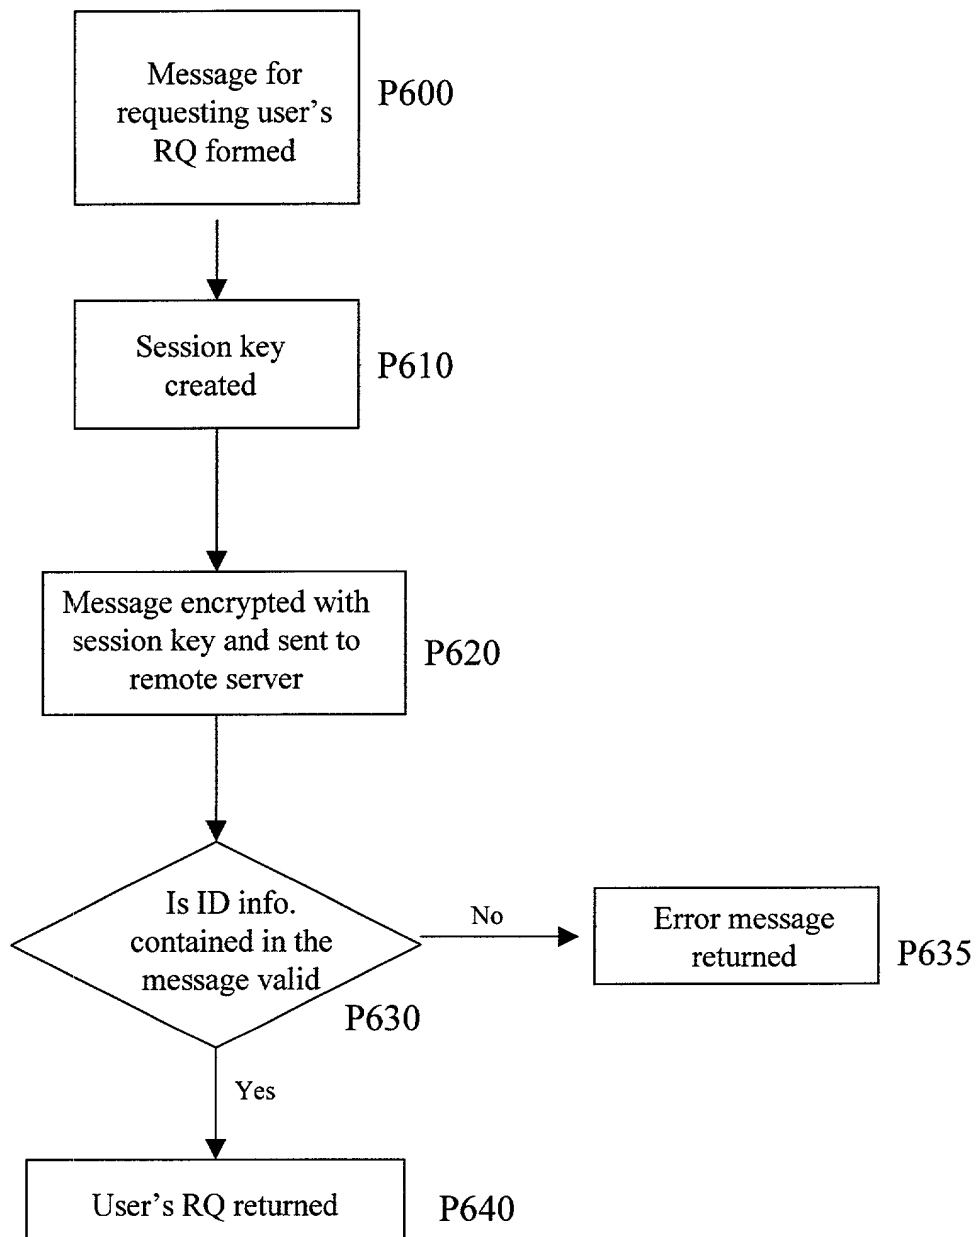 Message for
requesting user's
RQ formed
P600
Session key
created
P610
Message encrypted with
session key and sent to
remote server
P620
Is ID info.
contained in the
message valid
P630
No
Error message
returned
P635
Yes
User's RQ returned
P640